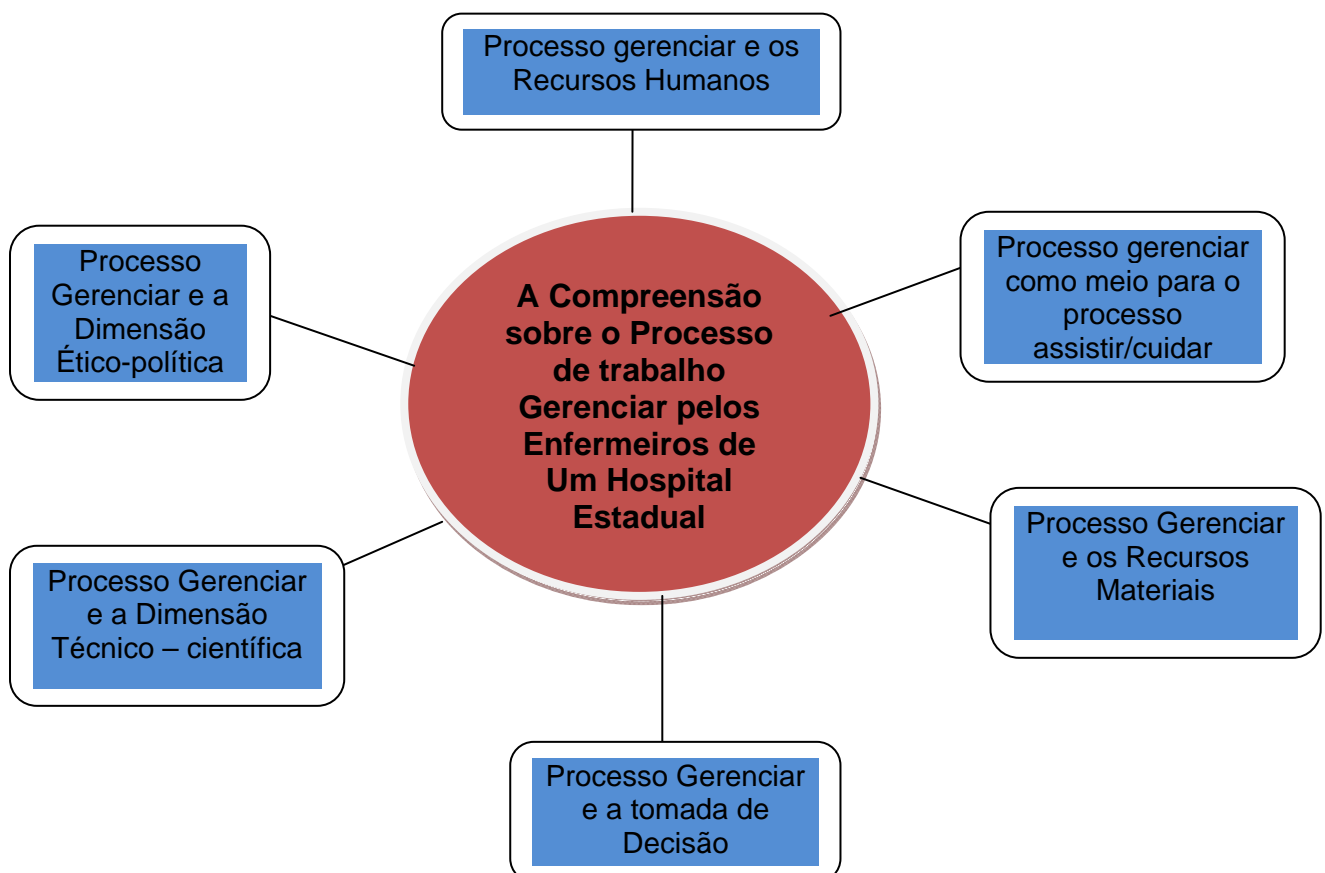 Processo gerenciar e os
Recursos Humanos
Processo
Gerenciar e a
Dimensão
Ético-política
Processo gerenciar
como meio para o
processo
assistir/cuidar
A Compreensão
sobre o Processo
de trabalho
Gerenciar pelos
Enfermeiros de
Um Hospital
Estadual
Processo Gerenciar
e os Recursos
Materiais
Processo Gerenciar
e a Dimensão
Técnico – científica
Processo Gerenciar
e a tomada de
Decisão